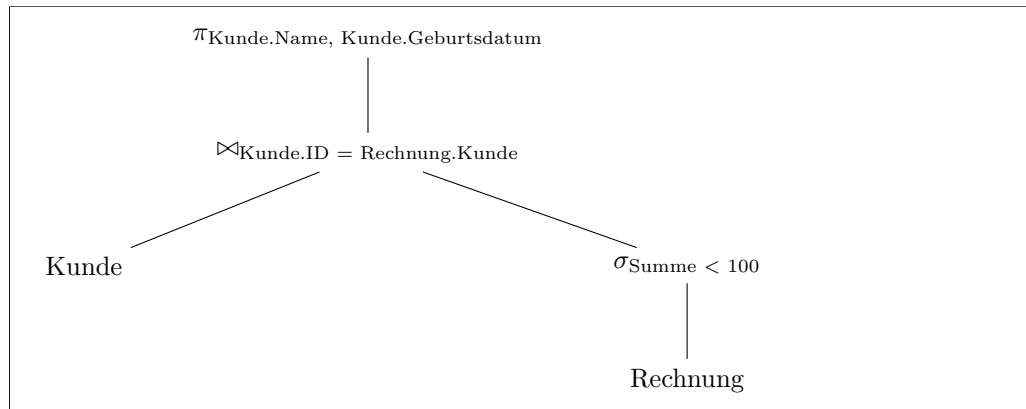 πKunde.Name, Kunde.Geburtsdatum
⋈Kunde.ID = Rechnung.Kunde
Kunde
σSumme < 100
Rechnung